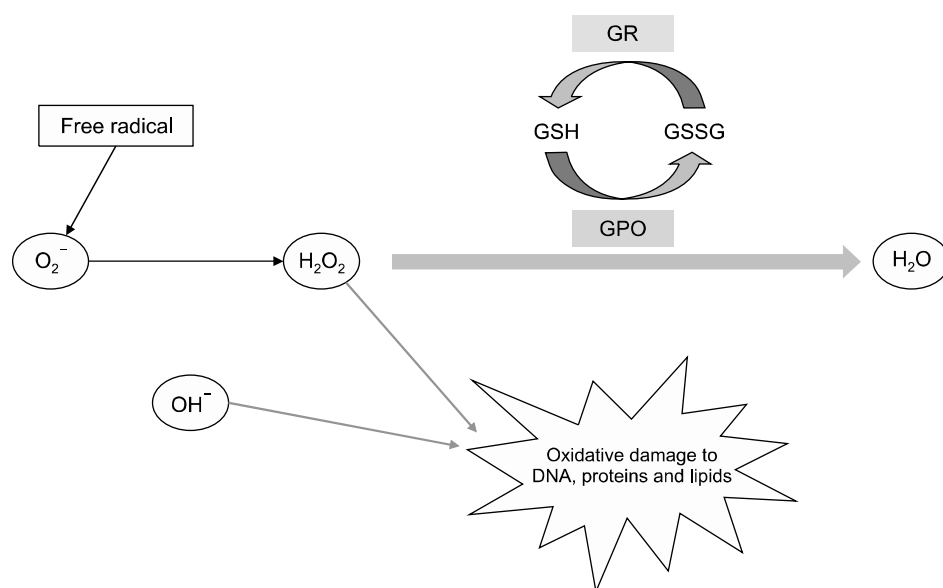 GR
Free radical
GSH
GSSG
GPO
O₂⁻
H₂O₂
H₂O
OH⁻
Oxidative damage to
DNA, proteins and lipids